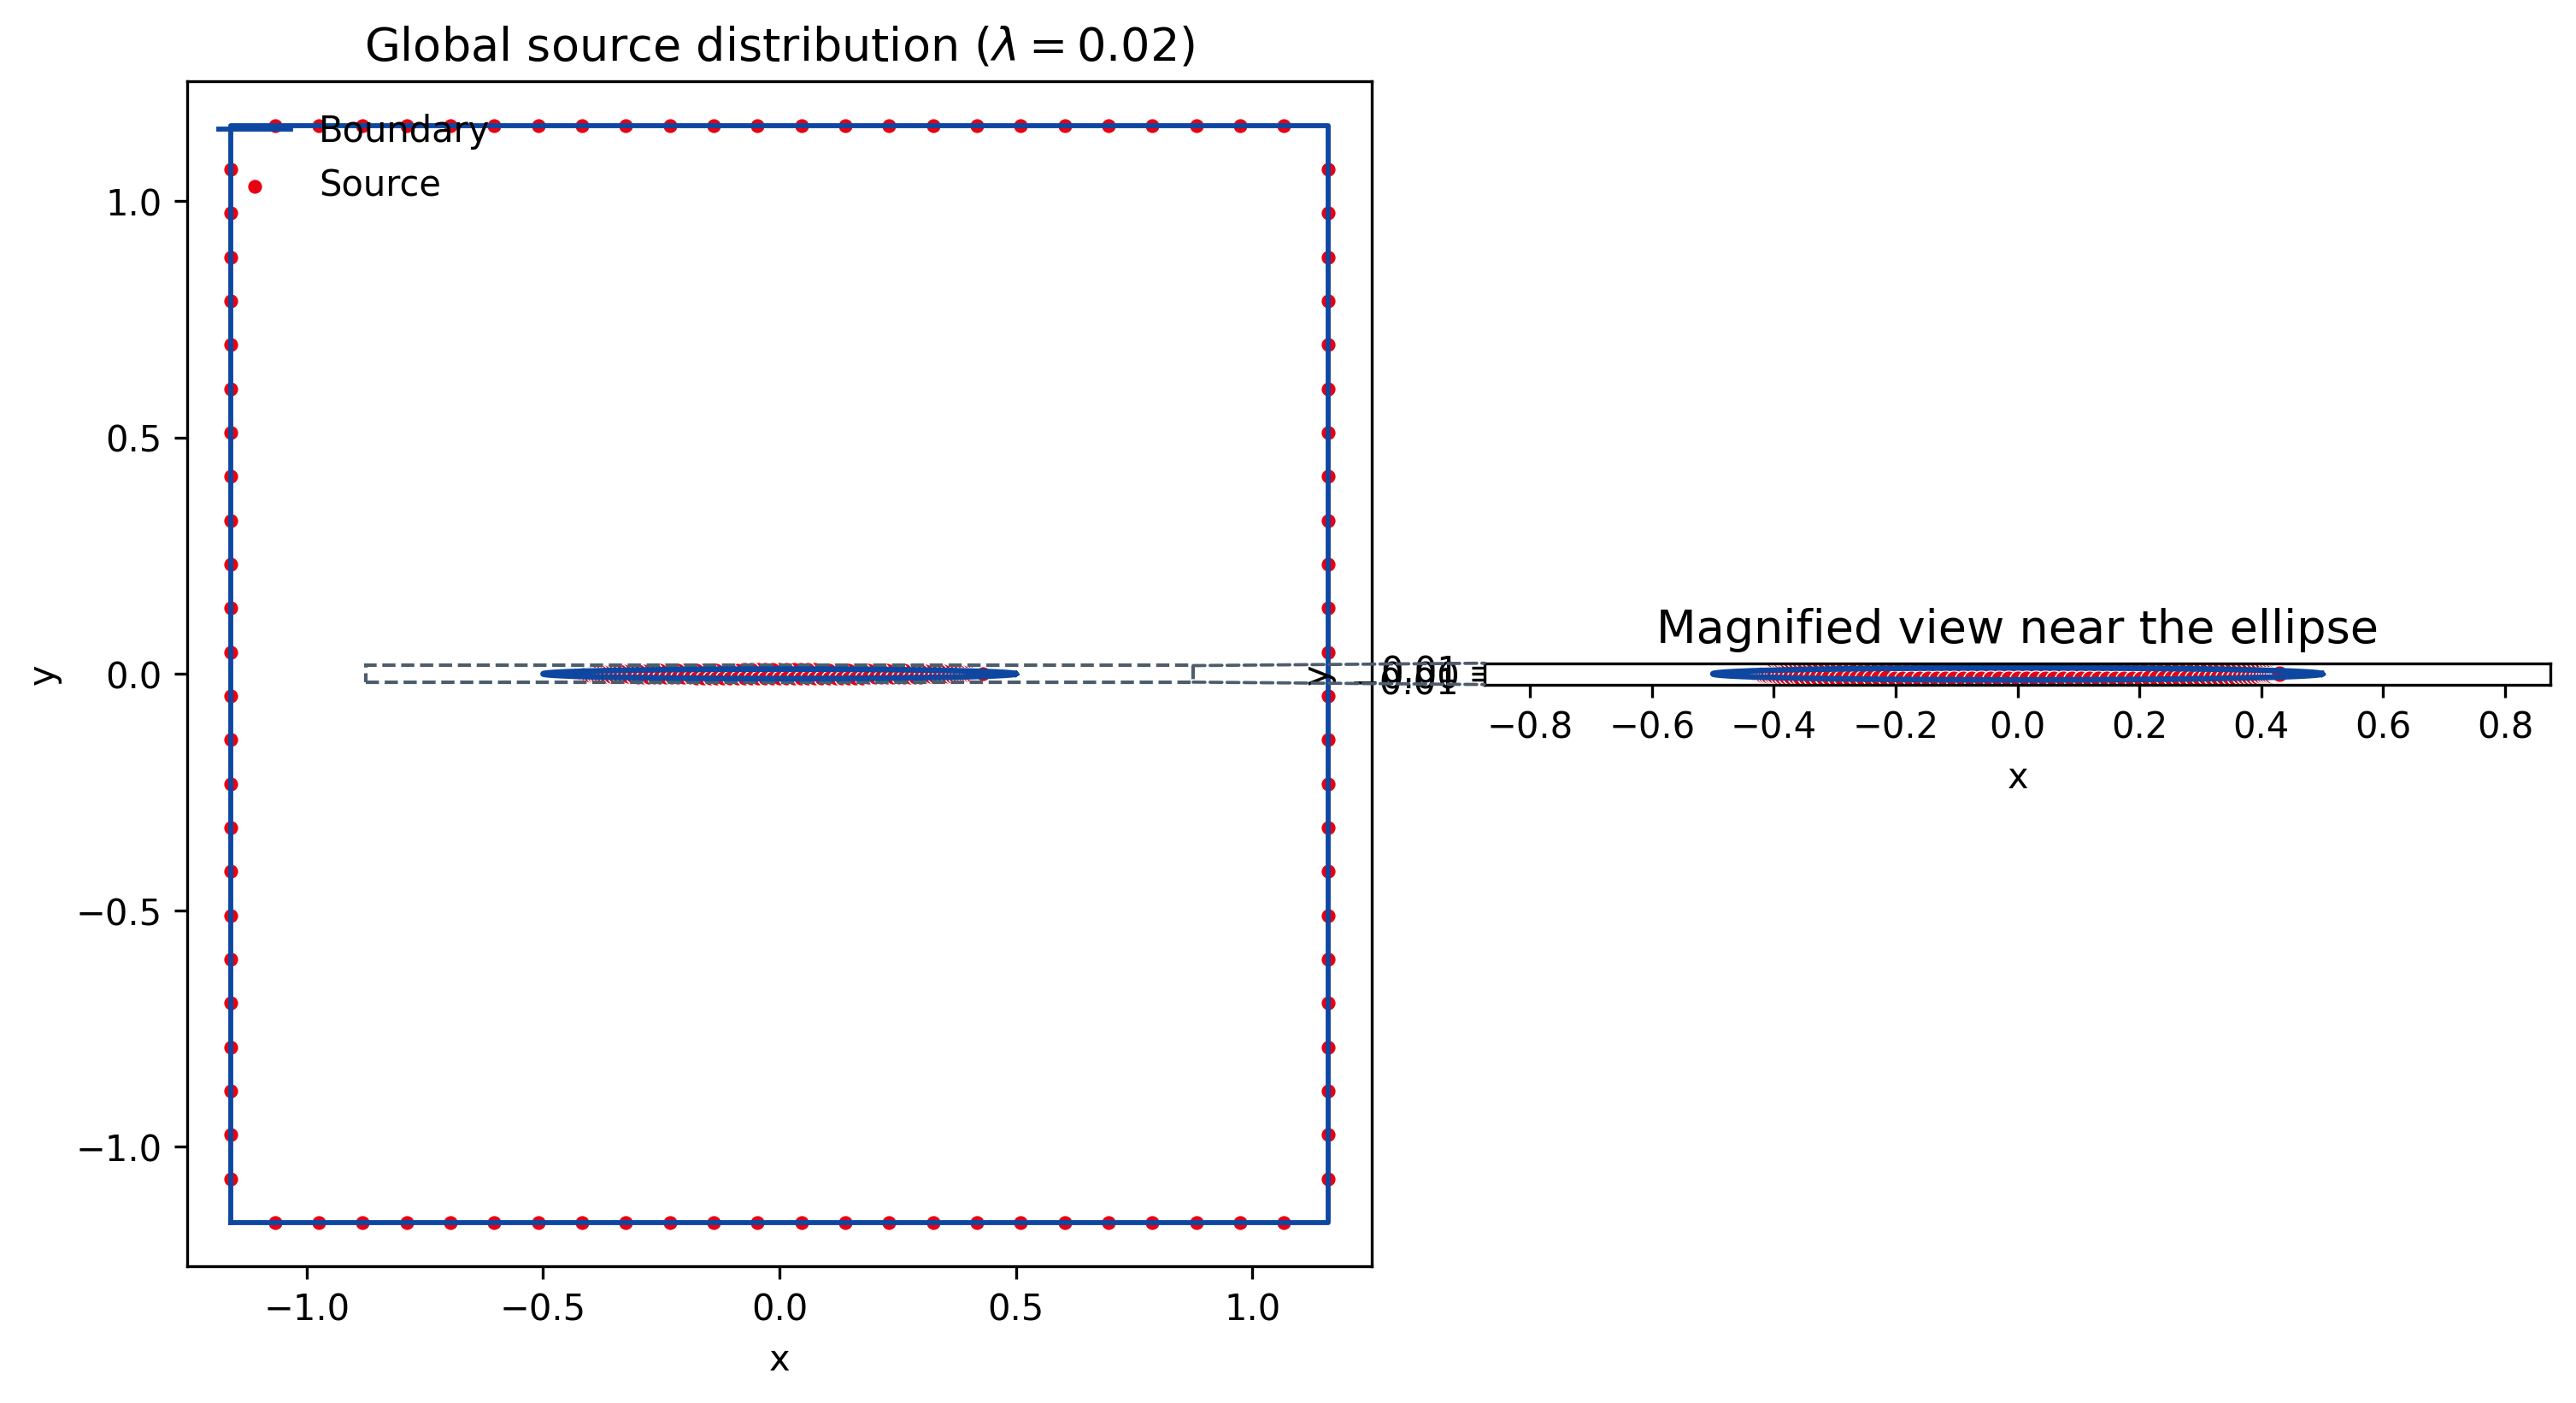 Global source distribution (λ = 0.02)
Boundary
Source
1.0
0.5
0.0
−0.5
−1.0
y
−1.0 −0.5 0.0 0.5 1.0
x
Magnified view near the ellipse
y
−0.8 −0.6 −0.4 −0.2 0.0 0.2 0.4 0.6 0.8
x